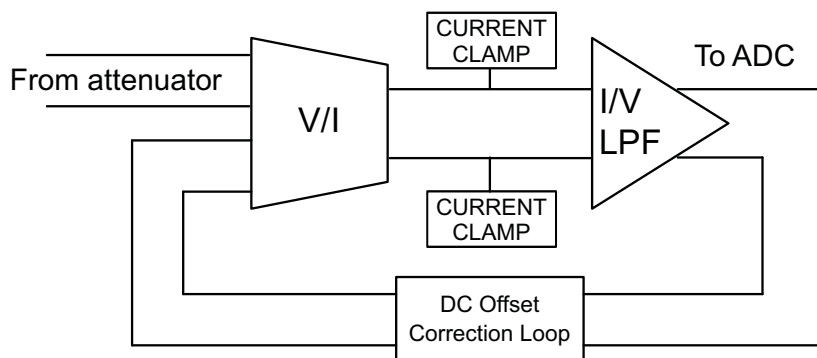 CURRENT
CLAMP
From attenuator
V/I
I/V
LPF
To ADC
CURRENT
CLAMP
DC Offset
Correction Loop